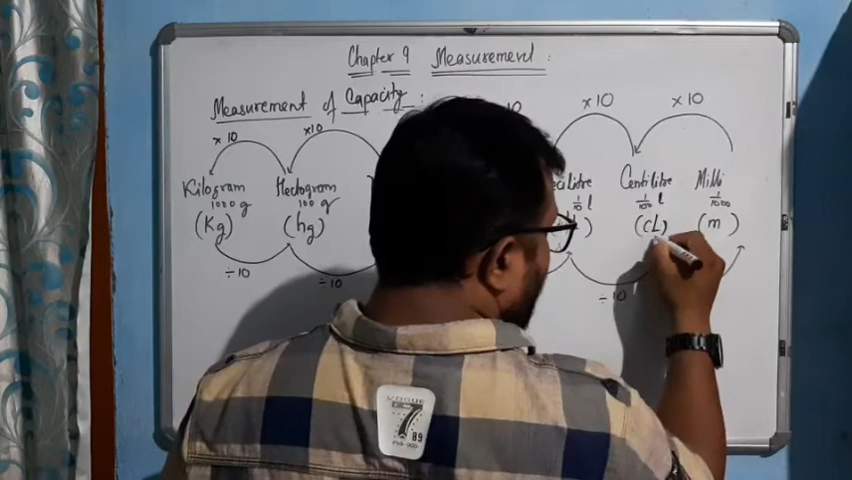 Chapter 9 Measurement
Measurement of Capacity :
x 10 x 10 10 x 10 x 10
Kilogram Hectogram cilitre Centilitre Milli
1000 g 100 g 1/10 l 1/100 l 1/1000
(Kg) (hg) ) (cL) (m )
÷ 10 ÷ 10 ÷ 10
VOGUE
7
89